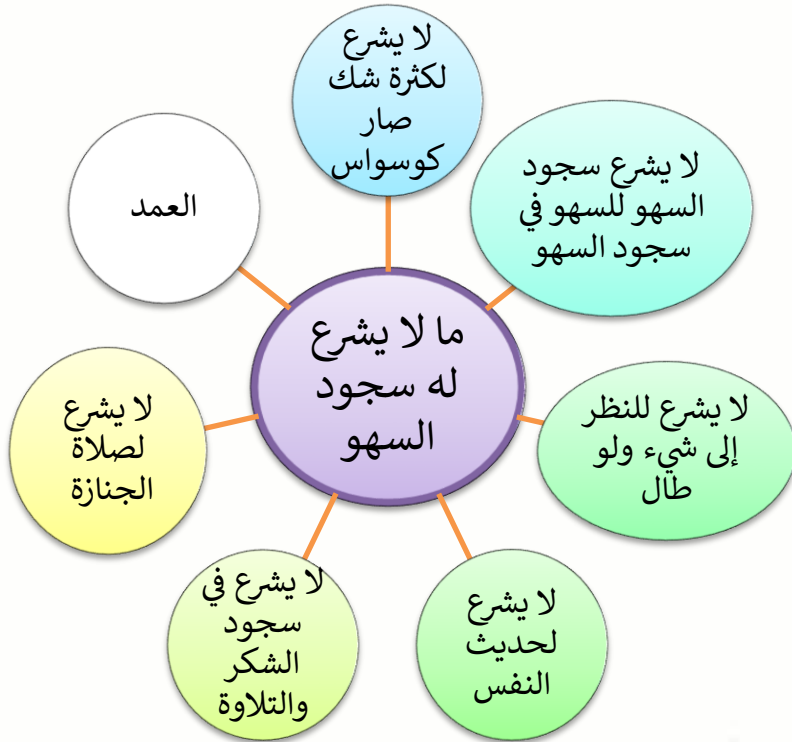 ما لا يشرع
له سجود
السهو
لا يشرع
لكثرة شك
صار
كوسواس
لا يشرع سجود
السهو للسهو في
سجود السهو
لا يشرع للنظر
إلى شيء ولو
طال
لا يشرع
لحديث
النفس
لا يشرع في
سجود
الشكر
والتلاوة
لا يشرع
لصلاة
الجنازة
العمد